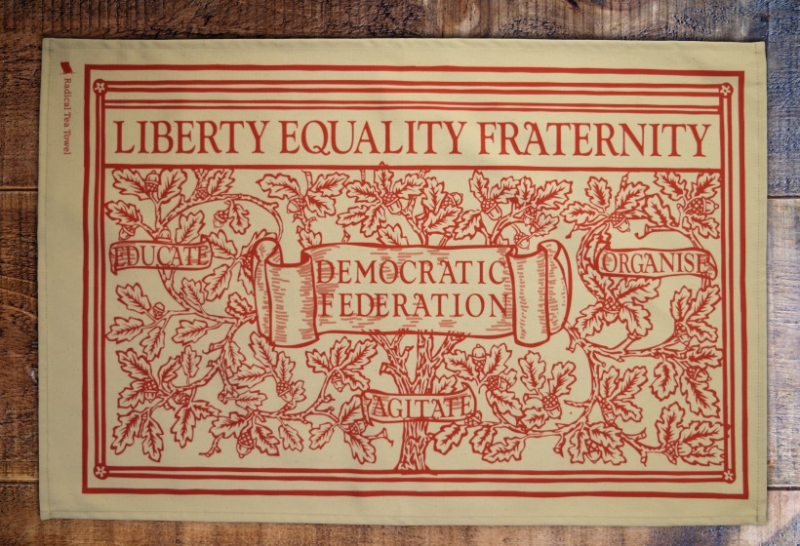 Radical Tea Towel
LIBERTY EQUALITY FRATERNITY
EDUCATE
DEMOCRATIC
FEDERATION
ORGANISE
AGITATE